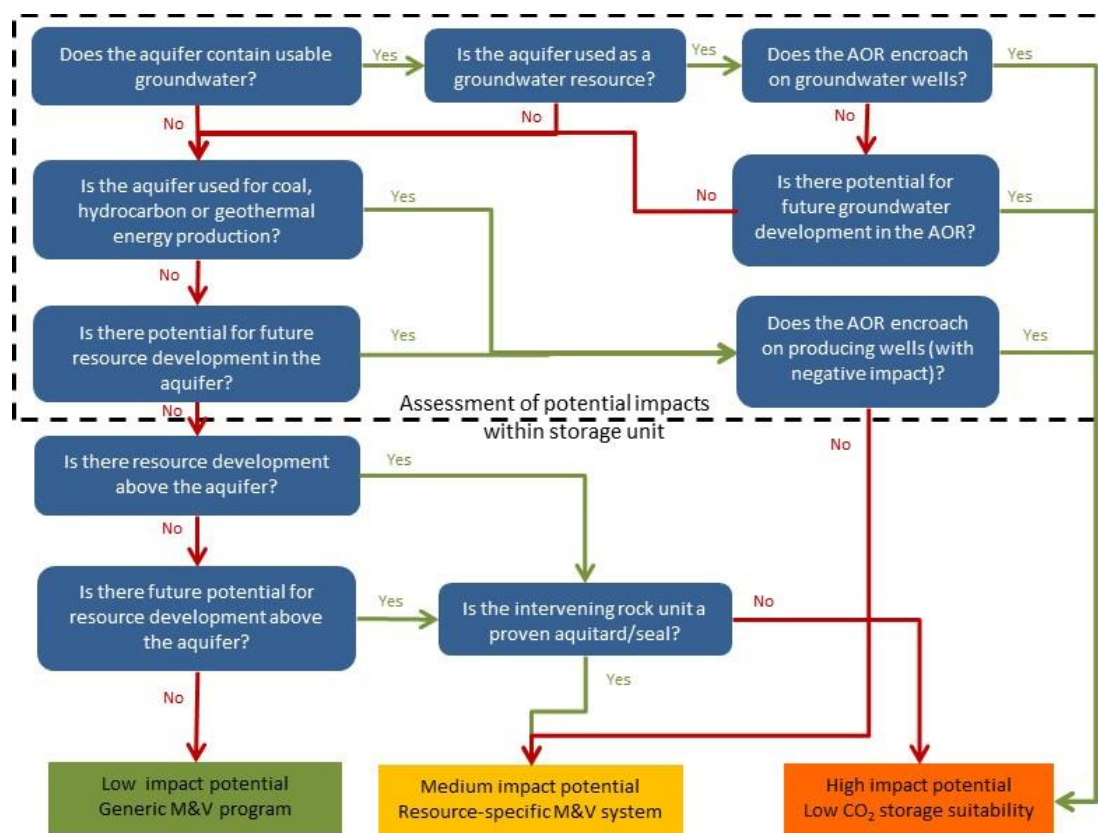 Does the aquifer contain usable
groundwater?
Yes
Is the aquifer used as a
groundwater resource?
Yes
Does the AOR encroach
on groundwater wells?
Yes
No
No
No
Is the aquifer used for coal,
hydrocarbon or geothermal
energy production?
Yes
No
Is there potential for
future groundwater
development in the AOR?
Yes
No
Is there potential for future
resource development in the
aquifer?
Yes
Does the AOR encroach
on producing wells (with
negative impact)?
Yes
No
Assessment of potential impacts
within storage unit
No
Is there resource development
above the aquifer?
Yes
No
Is there future potential for
resource development above
the aquifer?
Yes
Is the intervening rock unit a
proven aquitard/seal?
No
Yes
No
Low impact potential
Generic M&V program
Medium impact potential
Resource-specific M&V system
High impact potential
Low CO₂ storage suitability